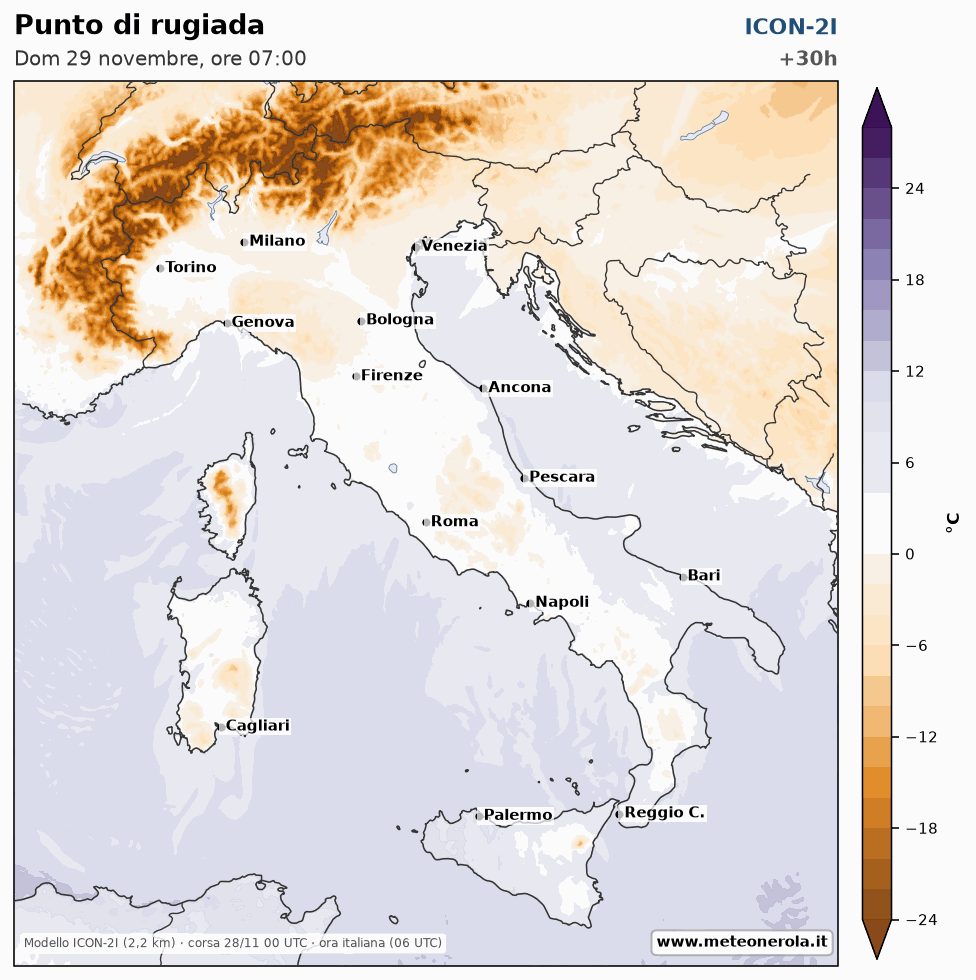 Punto di rugiada
ICON-2I
Dom 29 novembre, ore 07:00
+30h
Milano
Venezia
Torino
Genova
Bologna
Firenze
Ancona
Pescara
Roma
Bari
Napoli
Cagliari
Palermo
Reggio C.
24
18
12
6
0
−6
−12
−18
−24
°C
Modello ICON-2I (2,2 km) · corsa 28/11 00 UTC · ora italiana (06 UTC)
www.meteonerola.it